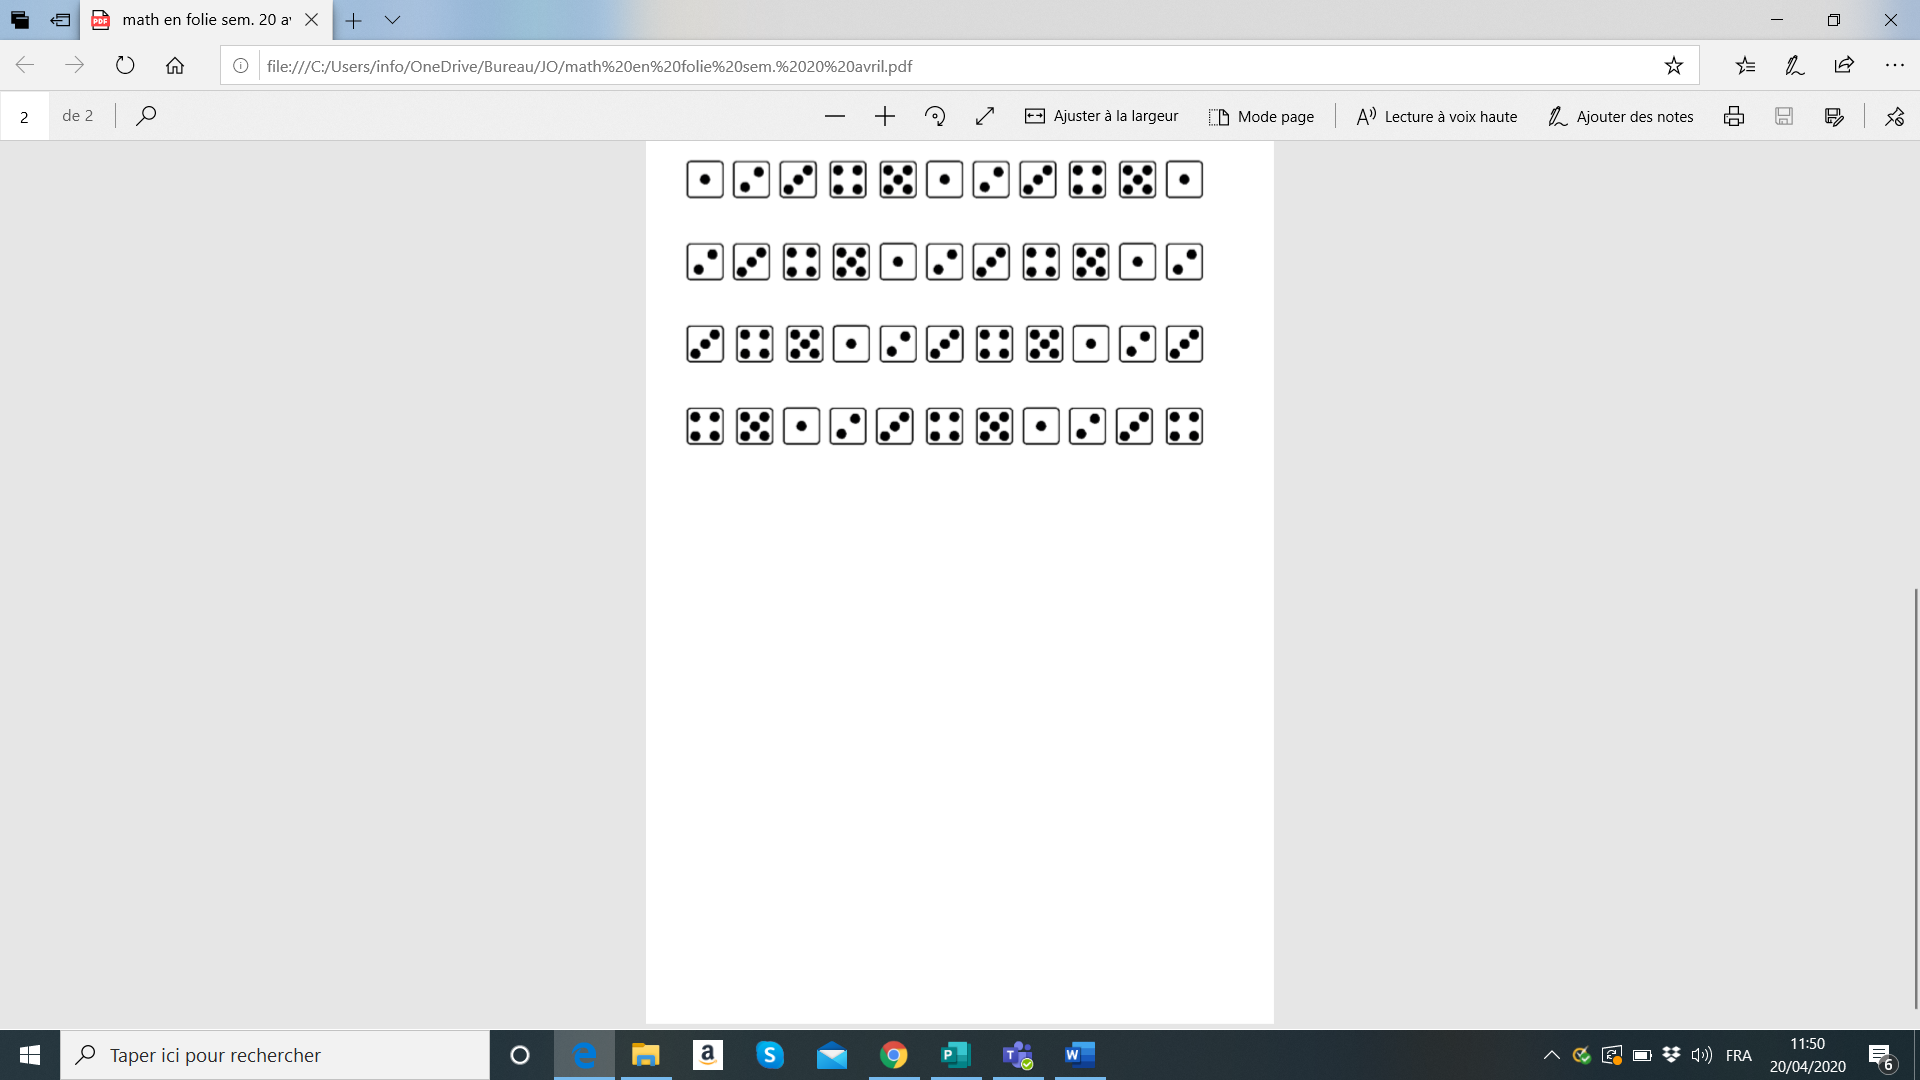 math en folie sem. 20 av
file:///C:/Users/info/OneDrive/Bureau/JO/math%20en%20folie%20sem.%2020%20avril.pdf
2 de 2
Ajuster à la largeur
Mode page
Lecture à voix haute
Ajouter des notes
Taper ici pour rechercher
FRA
11:50
20/04/2020
6